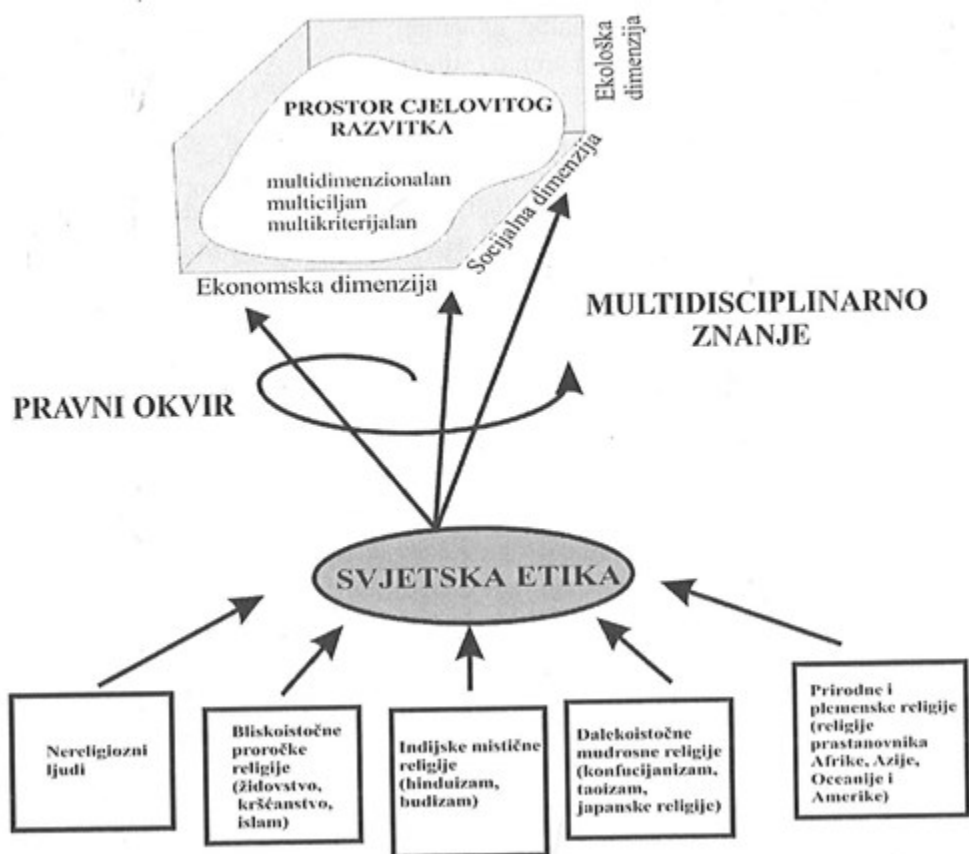 Ekološka
dimenzija
PROSTOR CJELOVITOG
RAZVITKA
multidimenzionalan
multiciljan
multikriterijalan
Socijalna dimenzija
Ekonomska dimenzija
MULTIDISCIPLINARNO
ZNANJE
PRAVNI OKVIR
SVJETSKA ETIKA
Nereligiozni
ljudi
Bliskoistočne
proročke
religije
(židovstvo,
kršćanstvo,
islam)
Indijske mistične
religije
(hinduizam,
budizam)
Dalekoistočne
mudrosne religije
(konfucijanizam,
taoizam,
japanske religije)
Prirodne i
plemenske religije
(religije
prastanovnika
Afrike, Azije,
Oceanije i
Amerike)